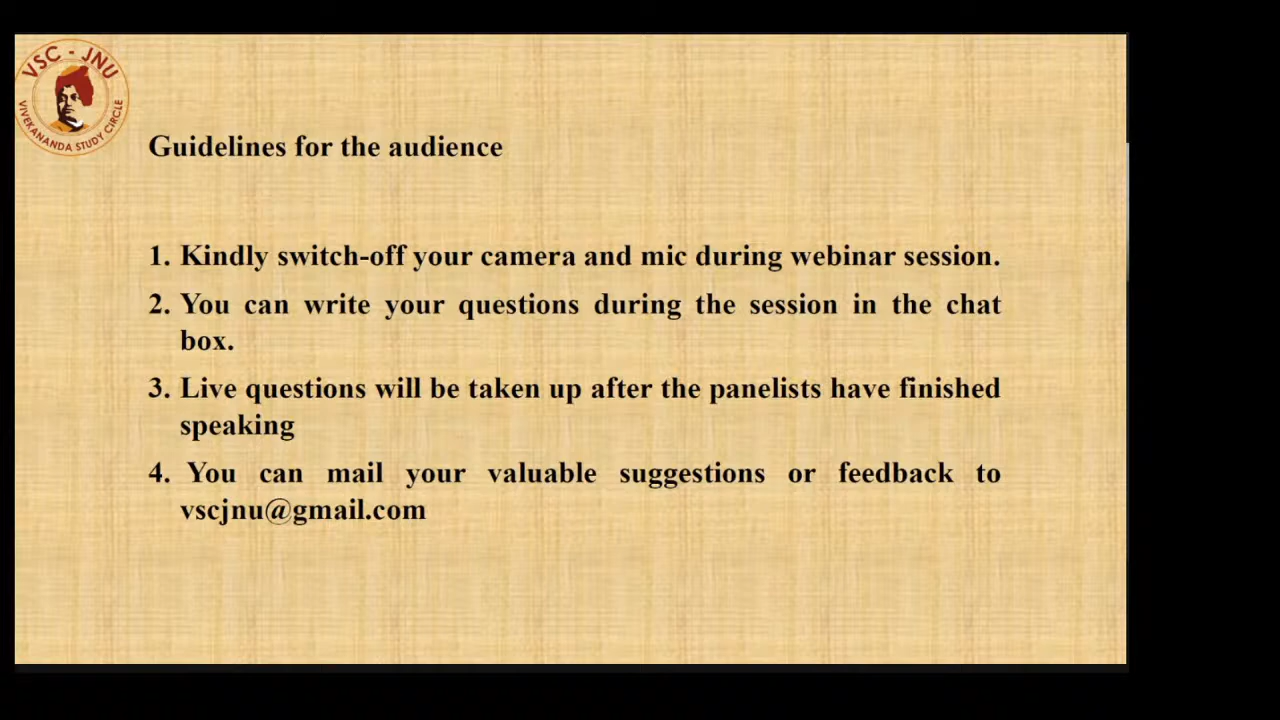 VSC - JNU
VIVEKANANDA STUDY CIRCLE
Guidelines for the audience
1. Kindly switch-off your camera and mic during webinar session.
2. You can write your questions during the session in the chat
box.
3. Live questions will be taken up after the panelists have finished
speaking
4. You can mail your valuable suggestions or feedback to
vscjnu@gmail.com